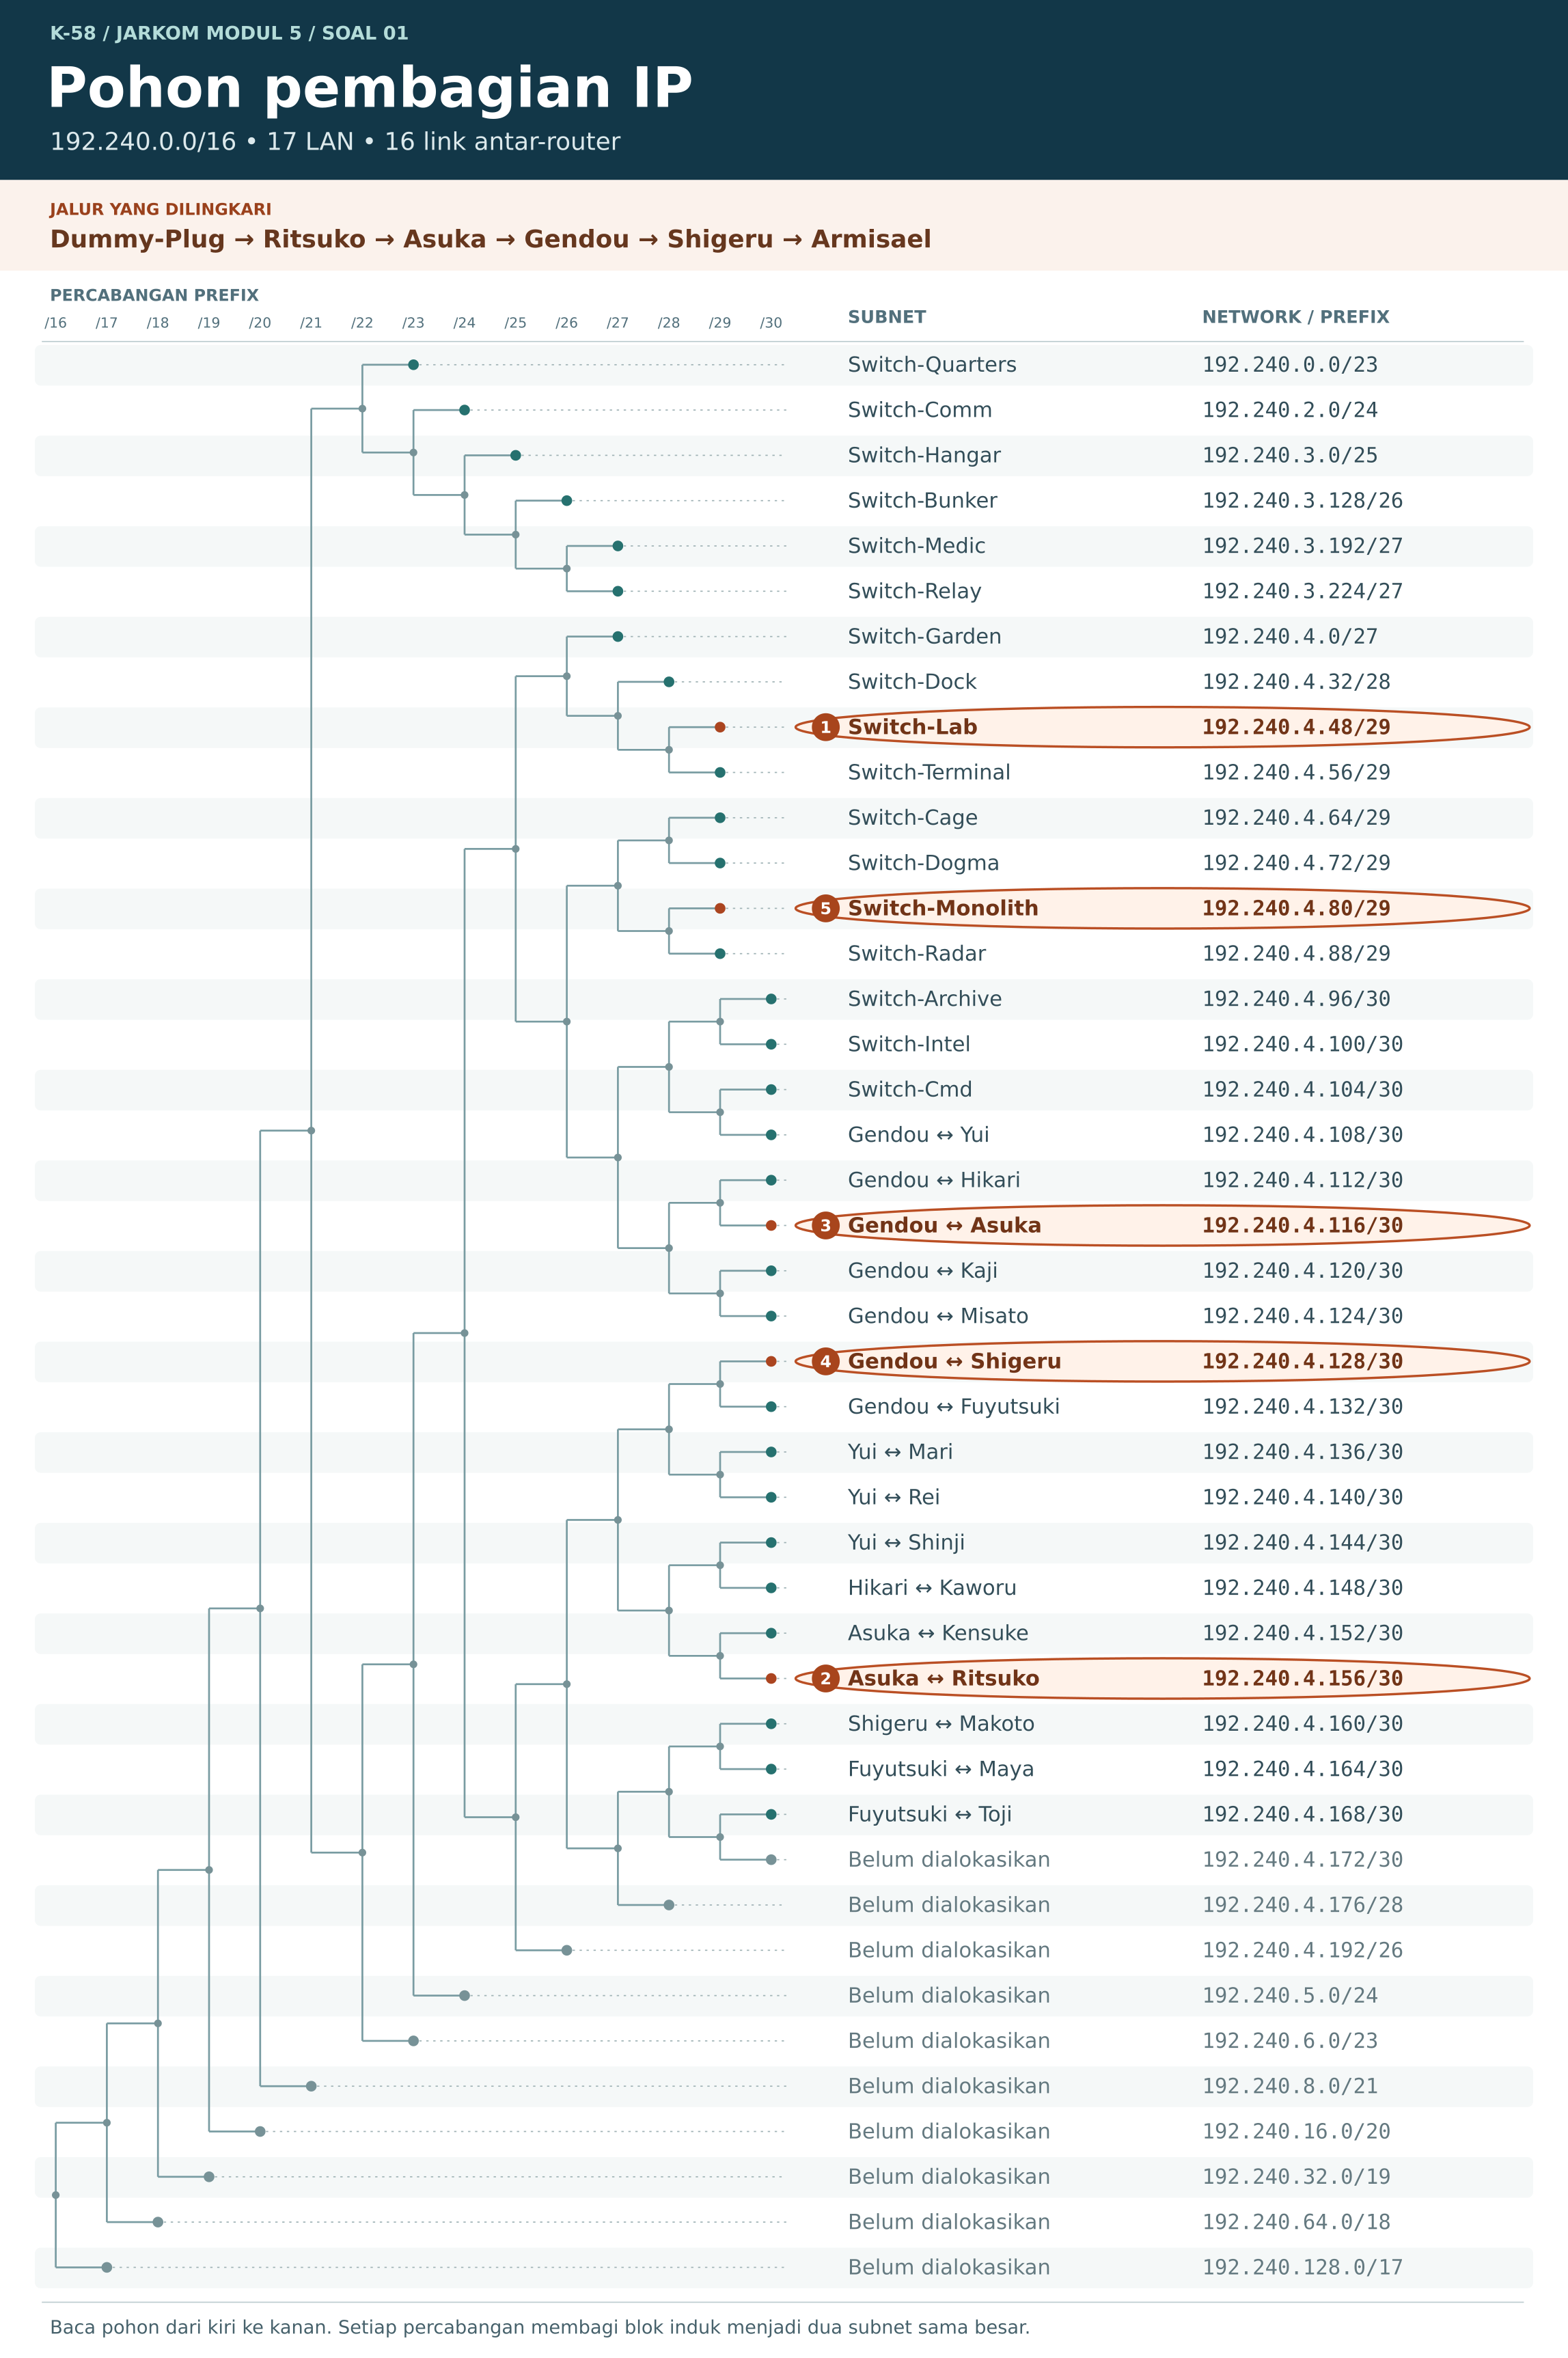 K-58 / JARKOM MODUL 5 / SOAL 01
Pohon pembagian IP
192.240.0.0/16 • 17 LAN • 16 link antar-router
JALUR YANG DILINGKARI
Dummy-Plug → Ritsuko → Asuka → Gendou → Shigeru → Armisael
PERCABANGAN PREFIX
/16 /17 /18 /19 /20 /21 /22 /23 /24 /25 /26 /27 /28 /29 /30 SUBNET NETWORK / PREFIX
Switch-Quarters 192.240.0.0/23
Switch-Comm 192.240.2.0/24
Switch-Hangar 192.240.3.0/25
Switch-Bunker 192.240.3.128/26
Switch-Medic 192.240.3.192/27
Switch-Relay 192.240.3.224/27
Switch-Garden 192.240.4.0/27
Switch-Dock 192.240.4.32/28
1 Switch-Lab 192.240.4.48/29
Switch-Terminal 192.240.4.56/29
Switch-Cage 192.240.4.64/29
Switch-Dogma 192.240.4.72/29
5 Switch-Monolith 192.240.4.80/29
Switch-Radar 192.240.4.88/29
Switch-Archive 192.240.4.96/30
Switch-Intel 192.240.4.100/30
Switch-Cmd 192.240.4.104/30
Gendou ↔ Yui 192.240.4.108/30
Gendou ↔ Hikari 192.240.4.112/30
3 Gendou ↔ Asuka 192.240.4.116/30
Gendou ↔ Kaji 192.240.4.120/30
Gendou ↔ Misato 192.240.4.124/30
4 Gendou ↔ Shigeru 192.240.4.128/30
Gendou ↔ Fuyutsuki 192.240.4.132/30
Yui ↔ Mari 192.240.4.136/30
Yui ↔ Rei 192.240.4.140/30
Yui ↔ Shinji 192.240.4.144/30
Hikari ↔ Kaworu 192.240.4.148/30
Asuka ↔ Kensuke 192.240.4.152/30
2 Asuka ↔ Ritsuko 192.240.4.156/30
Shigeru ↔ Makoto 192.240.4.160/30
Fuyutsuki ↔ Maya 192.240.4.164/30
Fuyutsuki ↔ Toji 192.240.4.168/30
Belum dialokasikan 192.240.4.172/30
Belum dialokasikan 192.240.4.176/28
Belum dialokasikan 192.240.4.192/26
Belum dialokasikan 192.240.5.0/24
Belum dialokasikan 192.240.6.0/23
Belum dialokasikan 192.240.8.0/21
Belum dialokasikan 192.240.16.0/20
Belum dialokasikan 192.240.32.0/19
Belum dialokasikan 192.240.64.0/18
Belum dialokasikan 192.240.128.0/17
Baca pohon dari kiri ke kanan. Setiap percabangan membagi blok induk menjadi dua subnet sama besar.